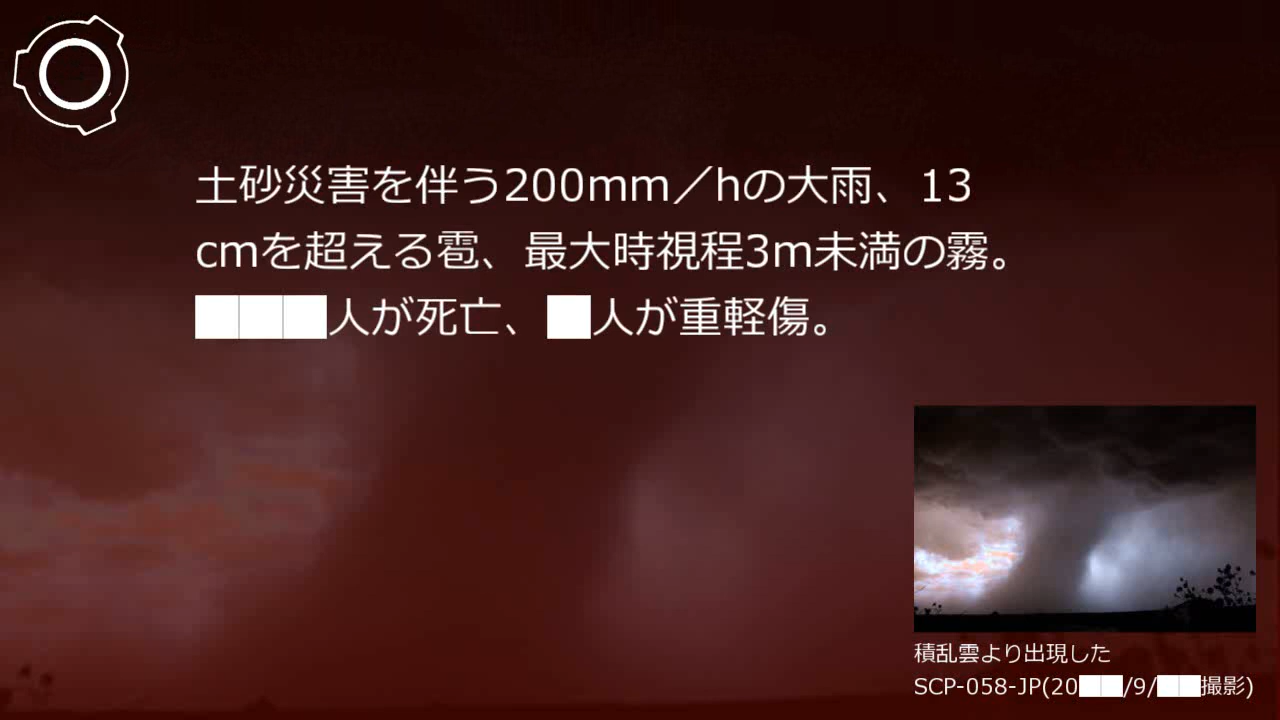 土砂災害を伴う200mm／hの大雨、13
cmを超える雹、最大時視程3m未満の霧。
███人が死亡、█人が重軽傷。
積乱雲より出現した
SCP-058-JP(20██/9/██撮影)